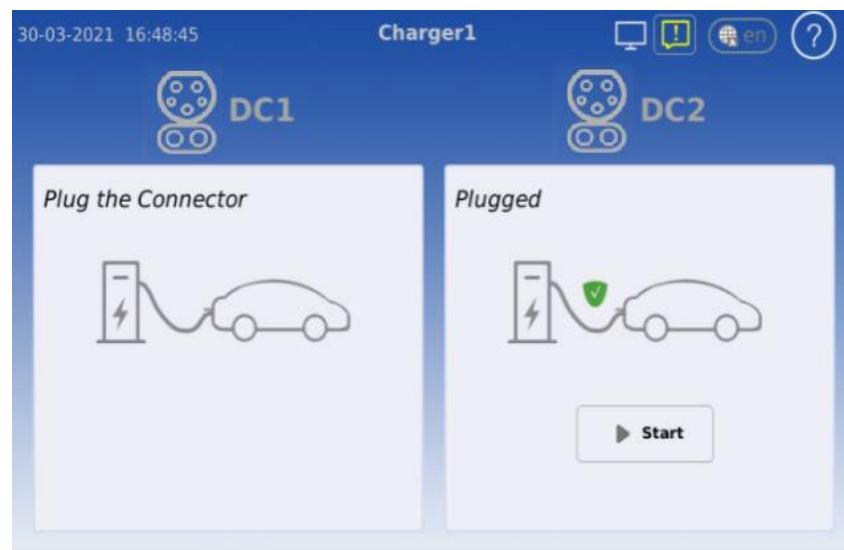 30-03-2021 16:48:45
Charger1
en
?
DC1
DC2
Plug the Connector
Plugged
Start